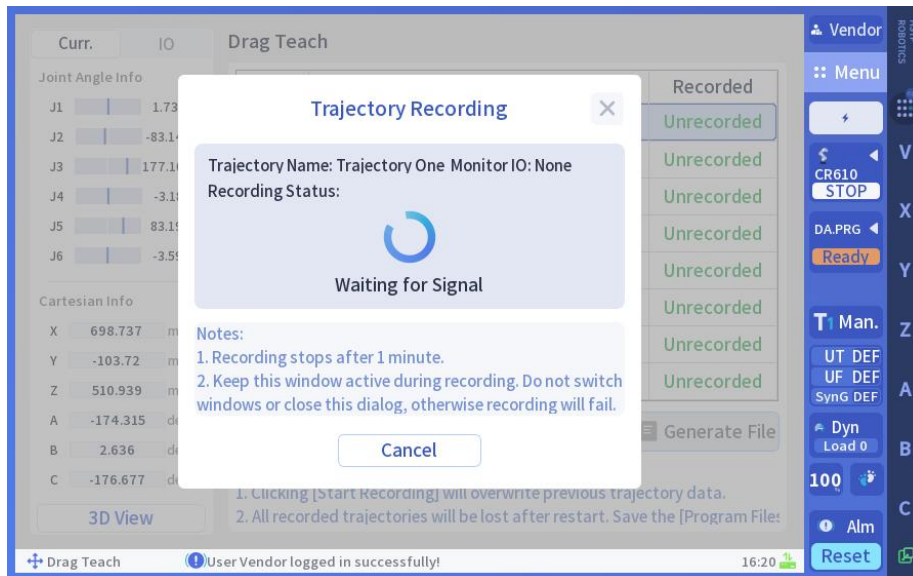 Curr.
IO
Drag Teach
Joint Angle Info
J1 1.73
J2
J3
J4
J5
J6
Cartesian Info
X 698.737
Y -103.72
Z 510.939
A -174.315
B 2.636
C -176.677
3D View
Recorded
Unrecorded
Unrecorded
Unrecorded
Unrecorded
Unrecorded
Unrecorded
Unrecorded
Unrecorded
Generate File
Trajectory Recording
Trajectory Name: Trajectory One Monitor IO: None
Recording Status:
Waiting for Signal
Notes:
1. Recording stops after 1 minute.
2. Keep this window active during recording. Do not switch
windows or close this dialog, otherwise recording will fail.
Cancel
1. Clicking [Start Recording] will overwrite previous trajectory data.
2. All recorded trajectories will be lost after restart. Save the [Program Files
Drag Teach
User Vendor logged in successfully!
16:20
Vendor
Menu
CR610
STOP
DA.PRG
Ready
T1 Man.
UT DEF
UF DEF
SynG DEF
Dyn
Load 0
100 %
Alm
Reset
ROBOTICS
V
X
Y
Z
A
B
C